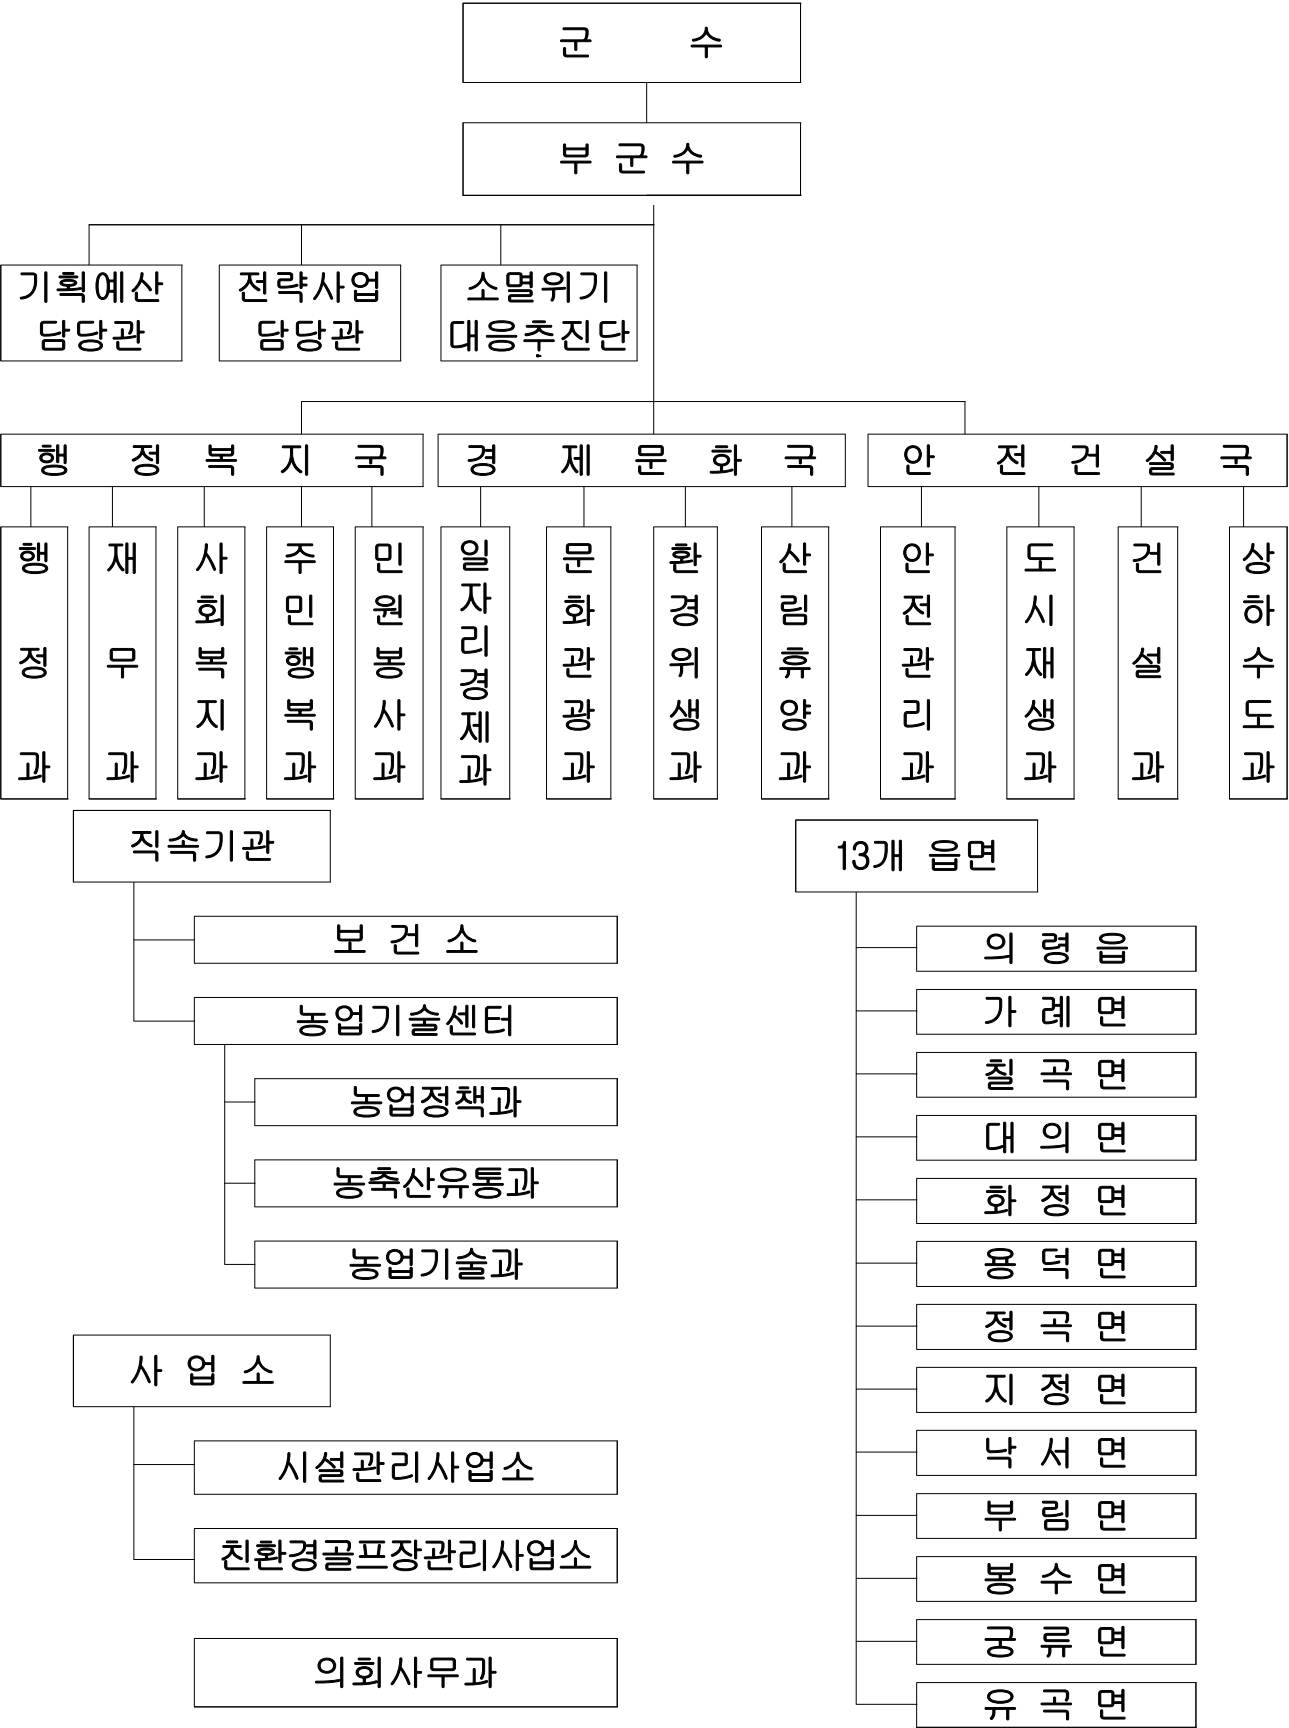 군 수
부 군 수
기획예산
담당관
전략사업
담당관
소멸위기
대응추진단
행 정 복 지 국
경 제 문 화 국
안 전 건 설 국
행정과
재무과
사회복지과
주민행복과
민원봉사과
일자리경제과
문화관광과
환경위생과
산림휴양과
안전관리과
도시재생과
건설과
상하수도과
직속기관
보 건 소
농업기술센터
농업정책과
농축산유통과
농업기술과
사 업 소
시설관리사업소
친환경골프장관리사업소
의회사무과
13개 읍면
의 령 읍
가 례 면
칠 곡 면
대 의 면
화 정 면
용 덕 면
정 곡 면
지 정 면
낙 서 면
부 림 면
봉 수 면
궁 류 면
유 곡 면